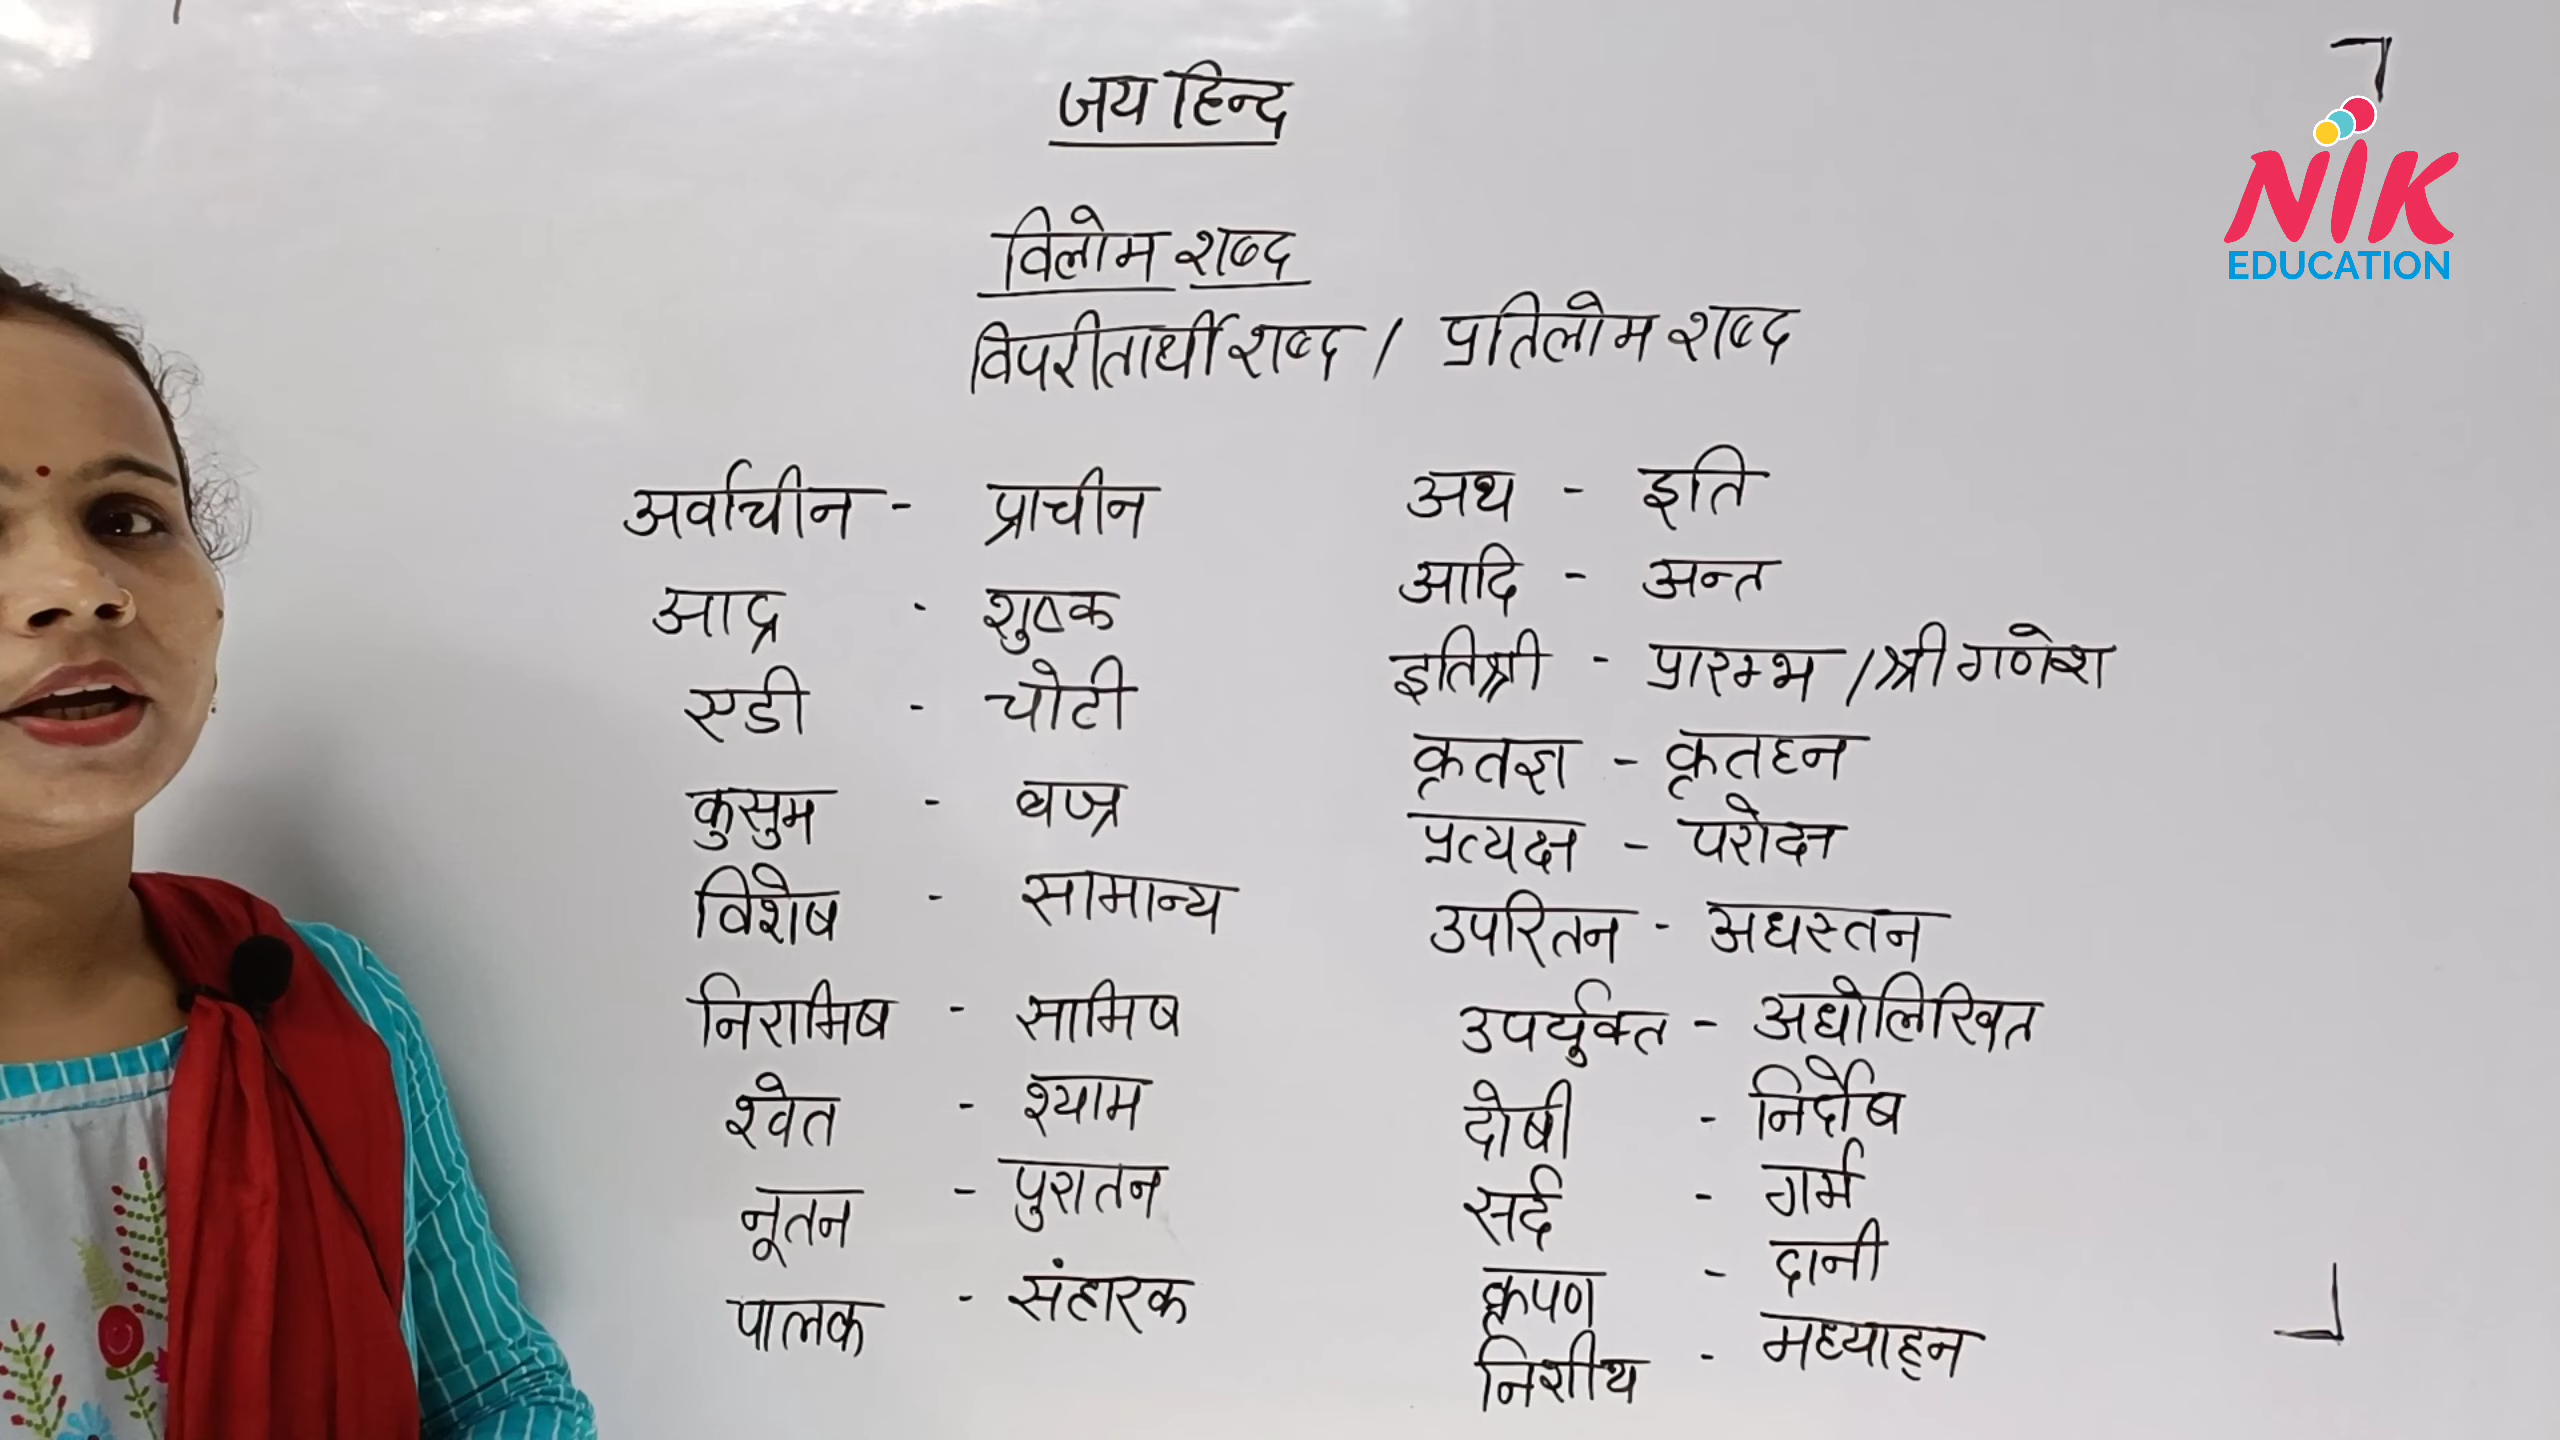 जय हिन्द
NIK
EDUCATION
विलोम शब्द
विपरीतार्थी शब्द / प्रतिलोम शब्द
अर्वाचीन - प्राचीन
आद्र - शुष्क
एडी - चोटी
कुसुम - वज्र
विशेष - सामान्य
निरामिष - सामिष
श्वेत - श्याम
नूतन - पुरातन
पालक - संहारक
अथ - इति
आदि - अन्त
इतिश्री - प्रारम्भ / श्री गणेश
कृतज्ञ - कृतघ्न
प्रत्यक्ष - परोक्ष
उपरितन - अधस्तन
उपर्युक्त - अधोलिखित
दोषी - निर्दोष
सर्द - गर्म
कृपण - दानी
निशीथ - मध्याह्न